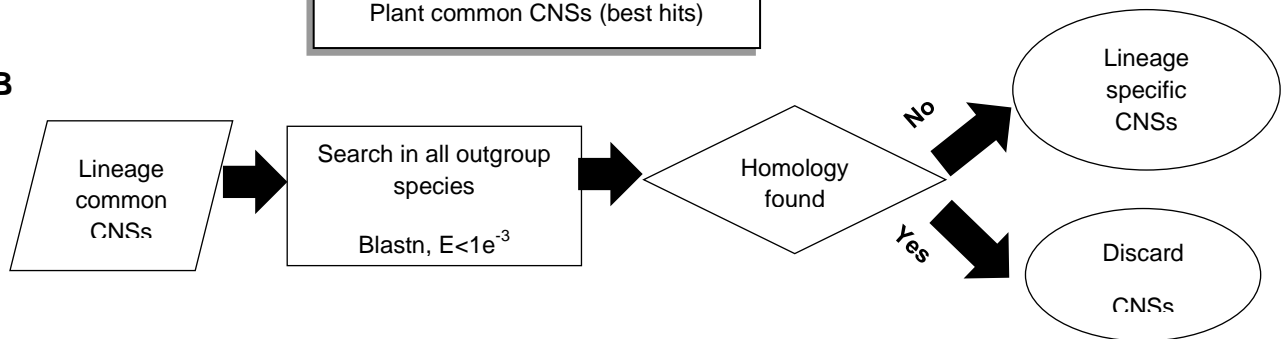 Plant common CNSs (best hits)
B
Lineage
common
CNSs
Search in all outgroup
species
Blastn, E<1e-3
Homology
found
No
Yes
Lineage
specific
CNSs
Discard
CNSs